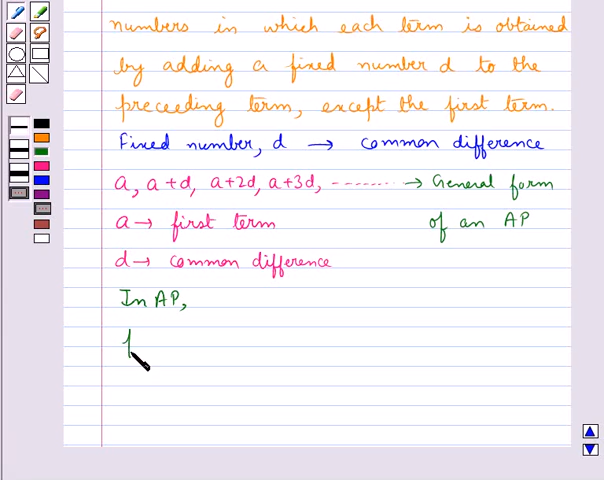 numbers in which each term is obtained
by adding a fixed number d to the
preceeding term, except the first term.
Fixed number, d → common difference
a, a+d, a+2d, a+3d, -------- → General form
a → first term of an AP
d → common difference
In AP,